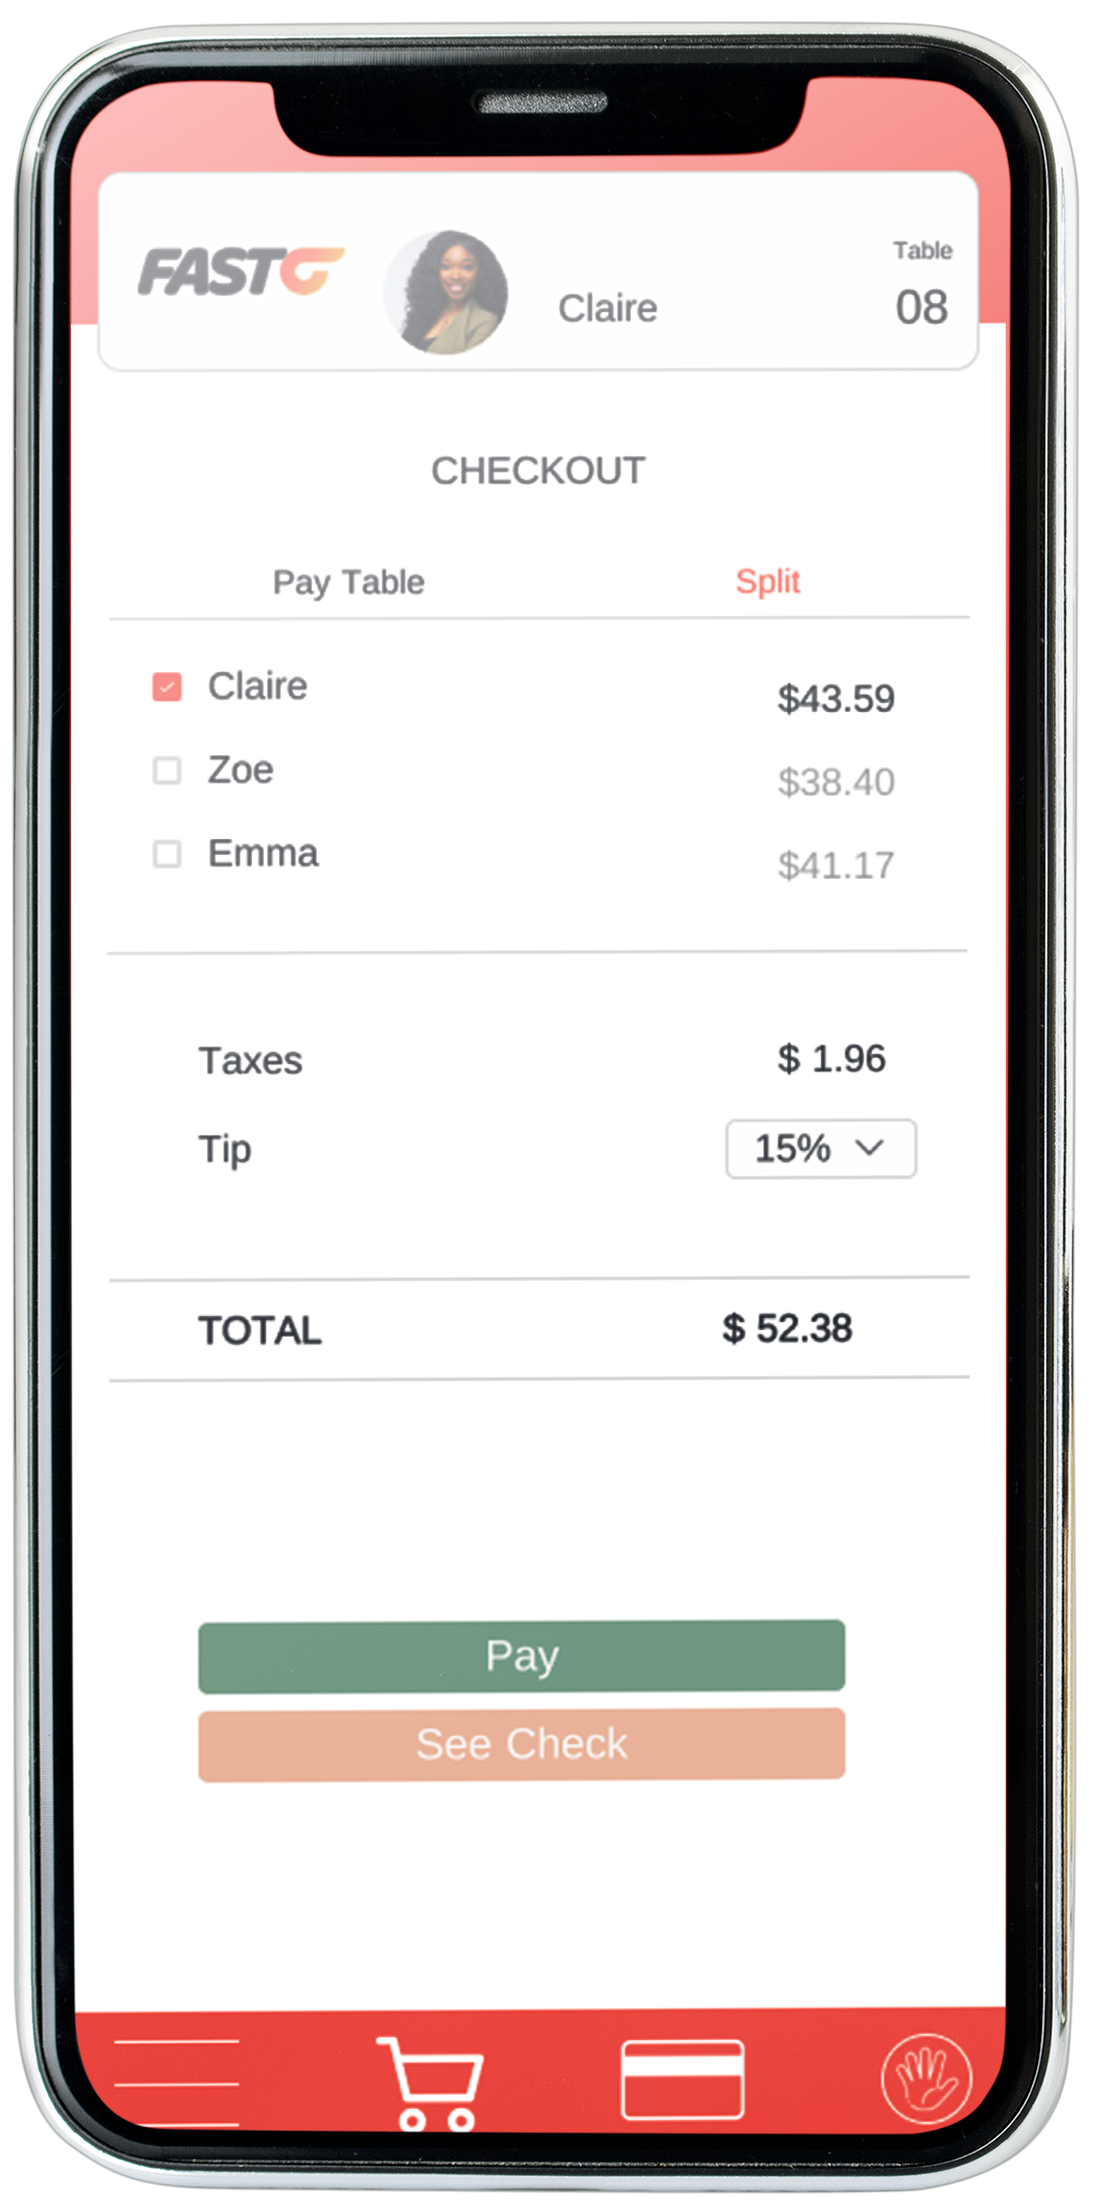 FASTG
Claire
Table
08
CHECKOUT
Pay Table Split
Claire $43.59
Zoe $38.40
Emma $41.17
Taxes $ 1.96
Tip 15%
TOTAL $ 52.38
Pay
See Check